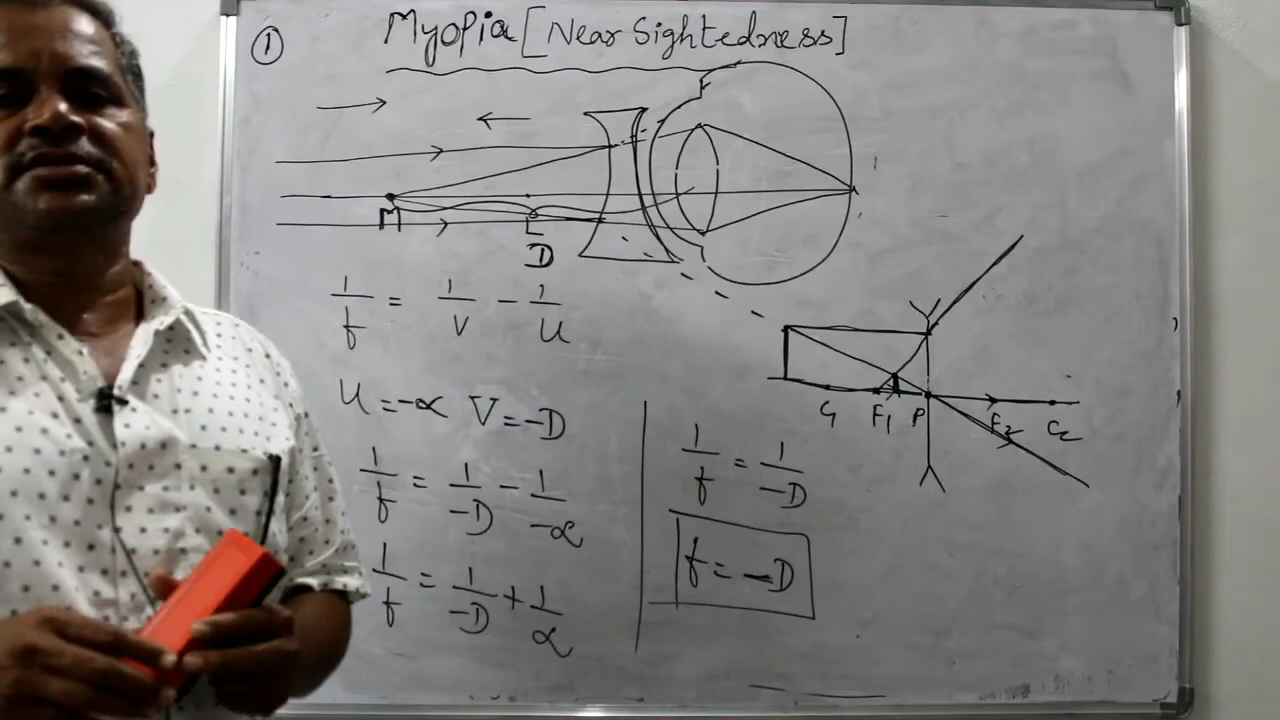 ① Myopia [Near Sightedness]
M
L
D
1/f = 1/V - 1/U
U = -α V = -D
1/f = 1/-D - 1/-α
1/f = 1/-D + 1/α
1/f = 1/-D
f = -D
C1 F1 P F2 C2